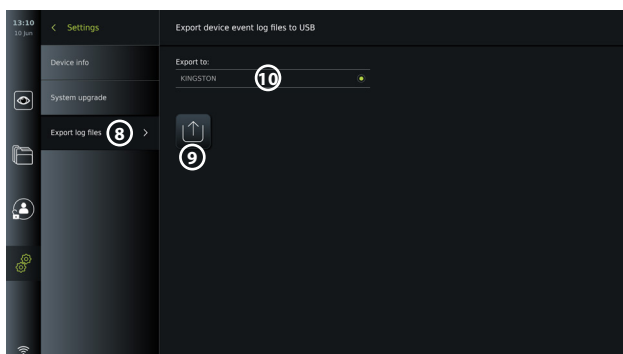 13:10
10 Jun
Settings
Export device event log files to USB
Device info
Export to:
KINGSTON
10
System upgrade
Export log files
8
9